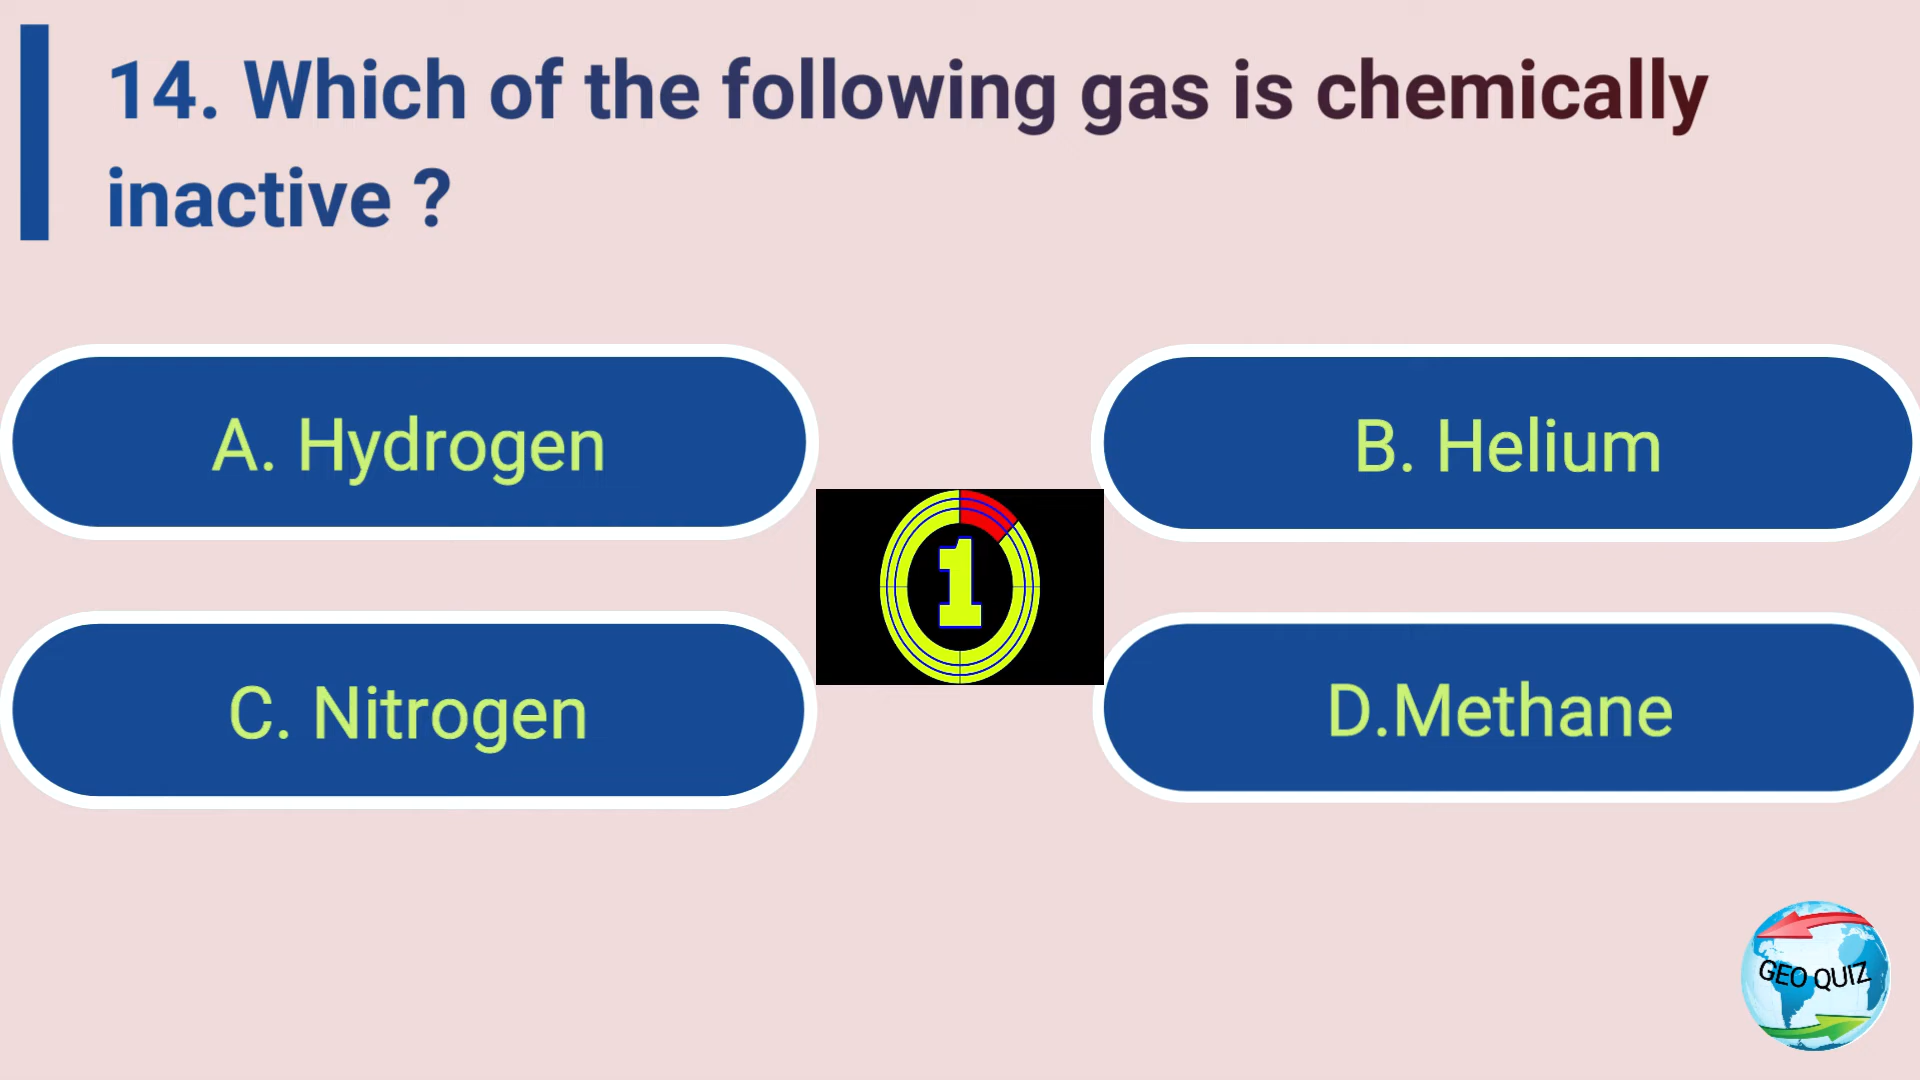 14. Which of the following gas is chemically
inactive ?
A. Hydrogen
B. Helium
1
C. Nitrogen
D.Methane
GEO QUIZ